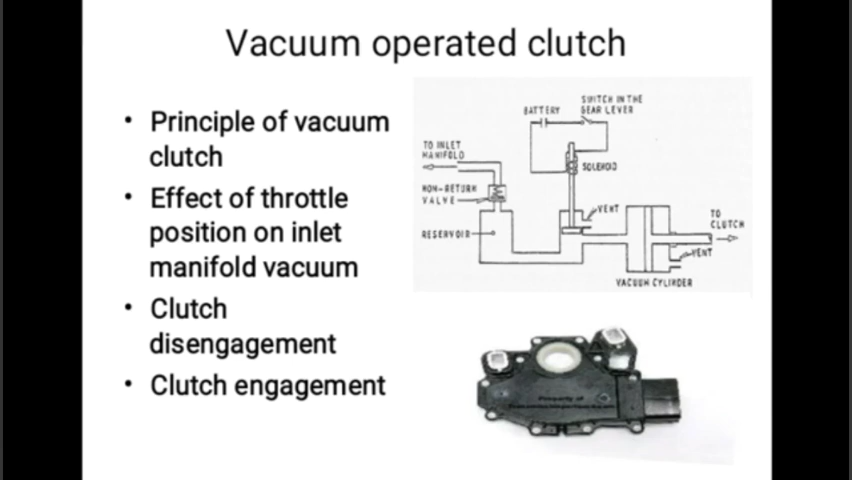 Vacuum operated clutch
• Principle of vacuum
clutch
• Effect of throttle
position on inlet
manifold vacuum
• Clutch
disengagement
• Clutch engagement
SWITCH IN THE
GEAR LEVER
BATTERY
TO INLET
MANIFOLD
SOLENOID
NON-RETURN
VALVE
VENT
RESERVOIR
TO
CLUTCH
VENT
VACUUM CYLINDER
Property of